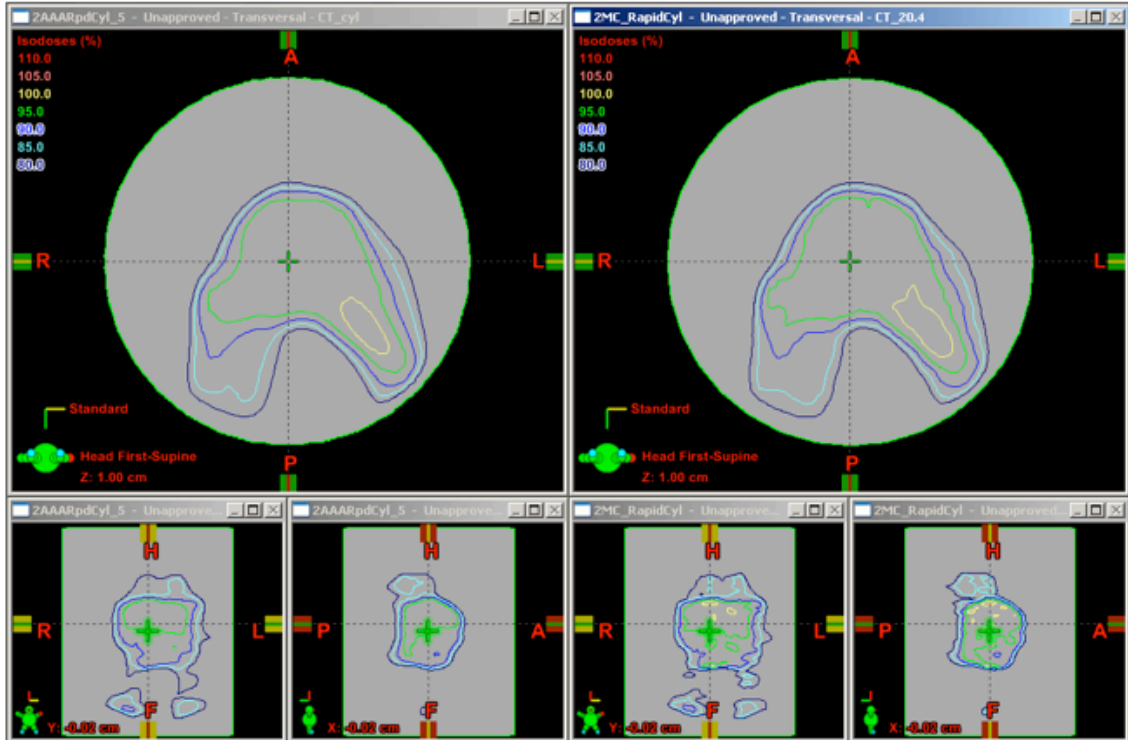 2AAARpdCyl_5 - Unapproved - Transversal - CT_cyl
Isodoses (%)
110.0
105.0
100.0
95.0
90.0
85.0
80.0
A
R
L
P
Standard
Head First-Supine
Z: 1.00 cm
2MC_RapidCyl - Unapproved - Transversal - CT_20.4
Isodoses (%)
110.0
105.0
100.0
95.0
90.0
85.0
80.0
A
R
L
P
Standard
Head First-Supine
Z: 1.00 cm
2AAARpdCyl_5 - Unapprove...
H
R
L
F
L
Y: -0.02 cm
2AAARpdCyl_5 - Unapprove...
H
P
A
F
X: -0.02 cm
2MC_RapidCyl - Unapproved...
H
R
L
F
L
Y: -0.02 cm
2MC_RapidCyl - Unapproved...
H
P
A
F
X: -0.02 cm